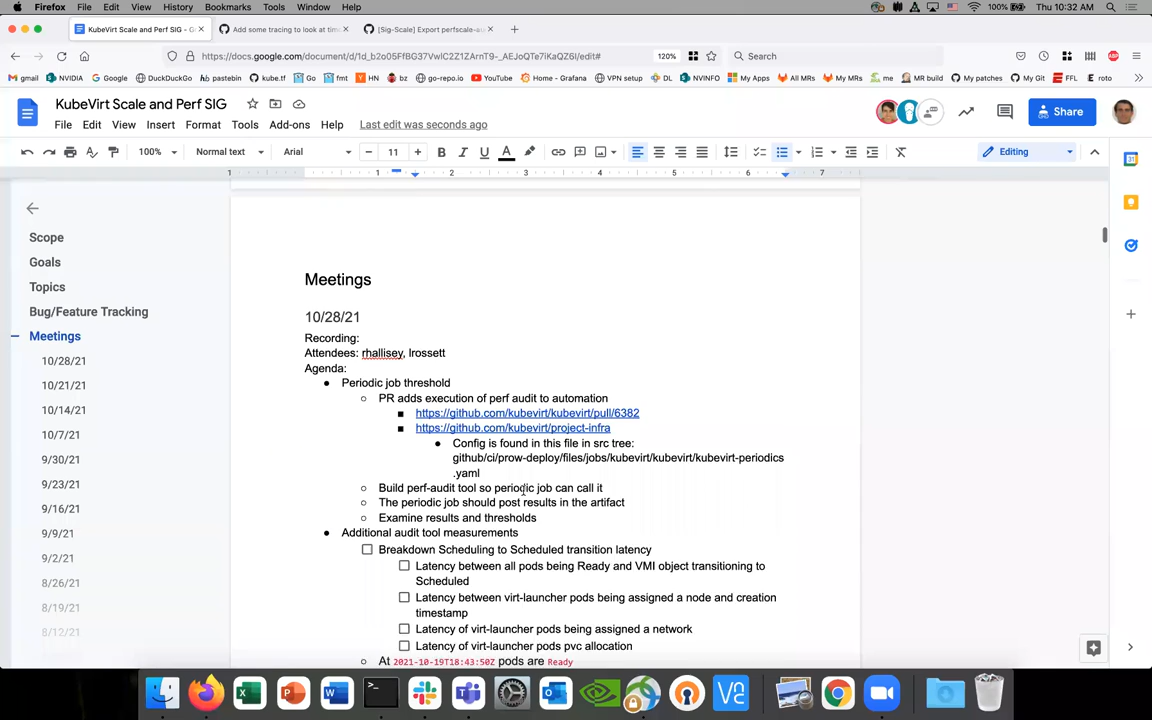 Firefox File Edit View History Bookmarks Tools Window Help 100% Thu 10:32 AM
KubeVirt Scale and Perf SIG - G Add some tracing to look at time [Sig-Scale] Export perfscale-au
https://docs.google.com/document/d/1d_b2o05FfBG37VwlC2Z1ZArnT9-_AEJoQTe7iKaQZ6I/edit# 120% Search
gmail NVIDIA Google DuckDuckGo pastebin kube.tf Go fmt HN bz go-repo.io YouTube Home - Grafana VPN setup DL NVINFO My Apps All MRs My MRs me MR build My patches My Git FFL roto
KubeVirt Scale and Perf SIG
File Edit View Insert Format Tools Add-ons Help Last edit was seconds ago
Share
100% Normal text Arial 11 Editing
1 1 2 3 4 5 6 7
Scope
Goals
Topics
Bug/Feature Tracking
Meetings
10/28/21
10/21/21
10/14/21
10/7/21
9/30/21
9/23/21
9/16/21
9/9/21
9/2/21
8/26/21
8/19/21
8/12/21
Meetings
10/28/21
Recording:
Attendees: rhallisey, lrossett
Agenda:
Periodic job threshold
PR adds execution of perf audit to automation
https://github.com/kubevirt/kubevirt/pull/6382
https://github.com/kubevirt/project-infra
Config is found in this file in src tree:
github/ci/prow-deploy/files/jobs/kubevirt/kubevirt/kubevirt-periodics
.yaml
Build perf-audit tool so periodic job can call it
The periodic job should post results in the artifact
Examine results and thresholds
Additional audit tool measurements
Breakdown Scheduling to Scheduled transition latency
Latency between all pods being Ready and VMI object transitioning to
Scheduled
Latency between virt-launcher pods being assigned a node and creation
timestamp
Latency of virt-launcher pods being assigned a network
Latency of virt-launcher pods pvc allocation
At 2021-10-19T18:43:50Z pods are Ready